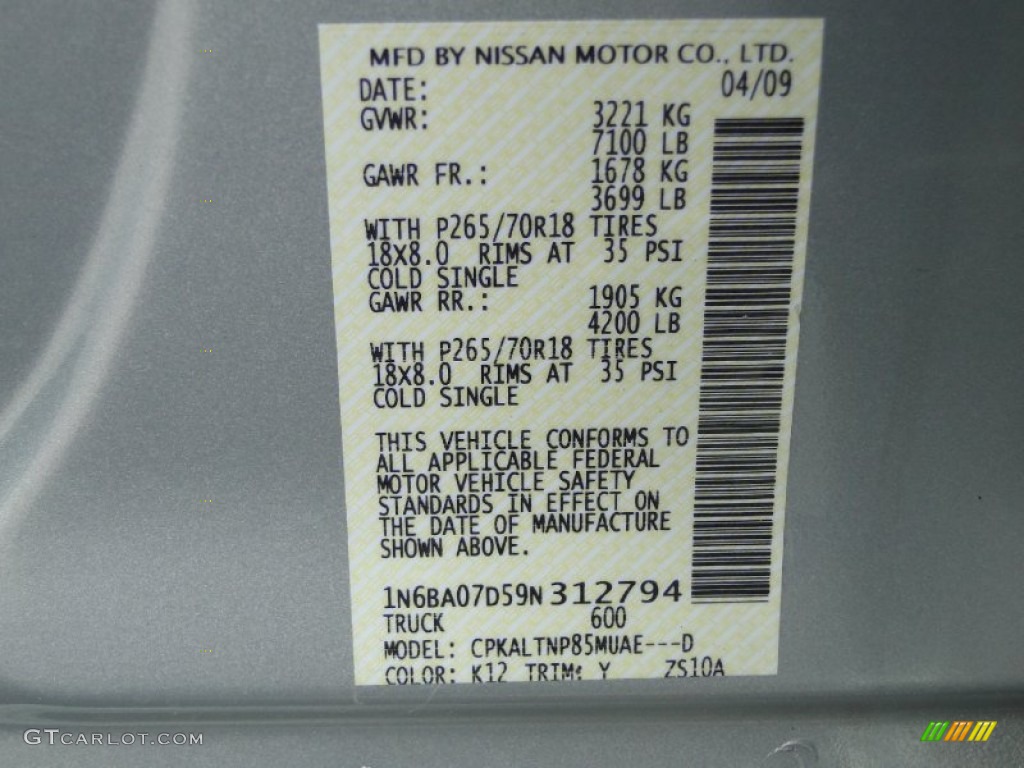 MFD BY NISSAN MOTOR CO., LTD.
DATE: 04/09
GVWR: 3221 KG
7100 LB
GAWR FR.: 1678 KG
3699 LB
WITH P265/70R18 TIRES
18X8.0 RIMS AT 35 PSI
COLD SINGLE
GAWR RR.: 1905 KG
4200 LB
WITH P265/70R18 TIRES
18X8.0 RIMS AT 35 PSI
COLD SINGLE
THIS VEHICLE CONFORMS TO
ALL APPLICABLE FEDERAL
MOTOR VEHICLE SAFETY
STANDARDS IN EFFECT ON
THE DATE OF MANUFACTURE
SHOWN ABOVE.
1N6BA07D59N312794
TRUCK 600
MODEL: CPKALTNP85MUAE---D
COLOR: K12 TRIM: Y ZS10A
GTCARLOT.COM